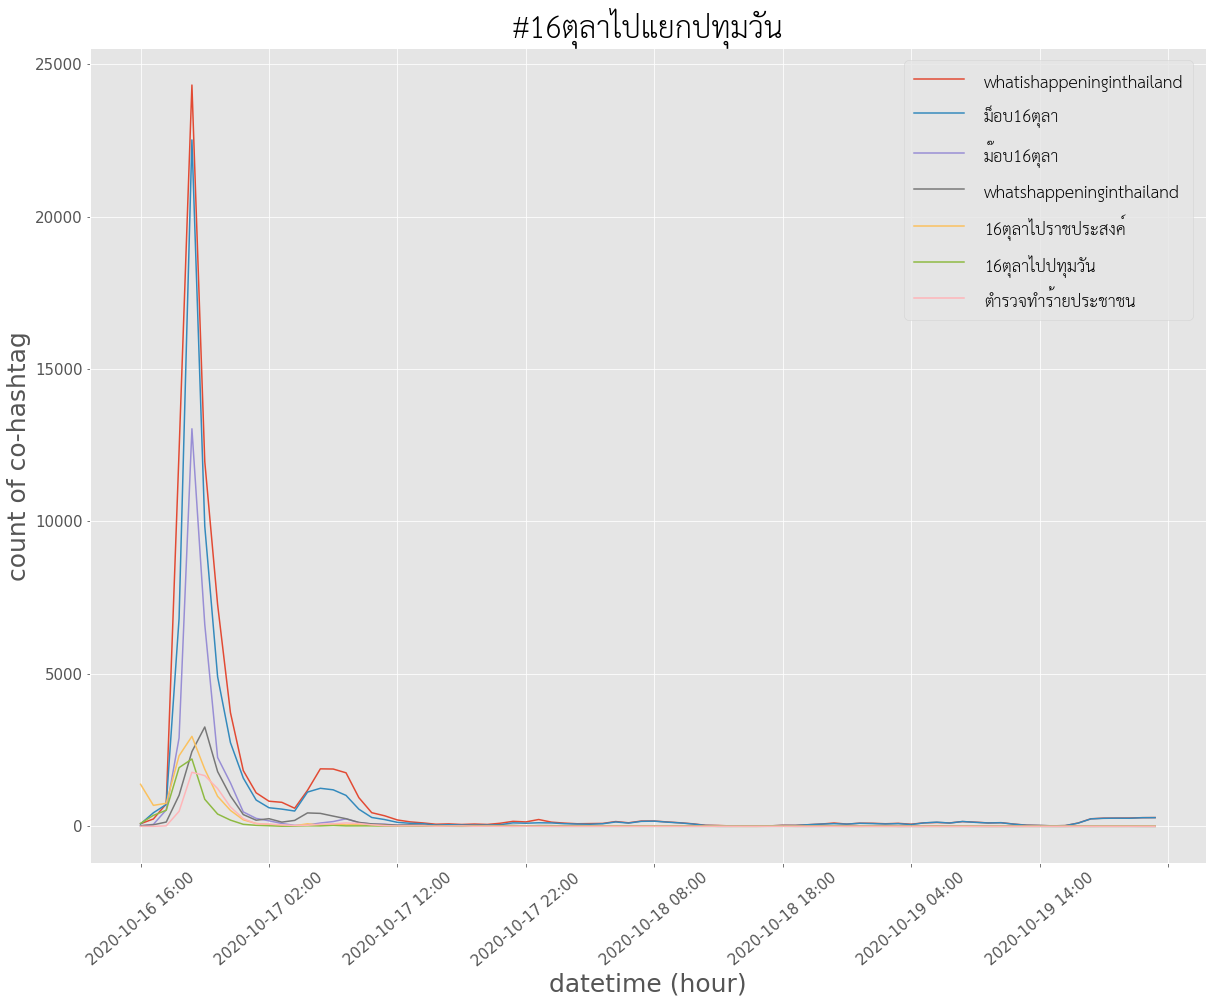 #16ตุลาไปแยกปทุมวัน
whatishappeninginthailand
ม็อบ16ตุลา
ม๊อบ16ตุลา
whatshappeninginthailand
16ตุลาไปราชประสงค์
16ตุลาไปปทุมวัน
ตำรวจทำร้ายประชาชน
count of co-hashtag
25000
20000
15000
10000
5000
0
2020-10-16 16:00
2020-10-17 02:00
2020-10-17 12:00
2020-10-17 22:00
2020-10-18 08:00
2020-10-18 18:00
2020-10-19 04:00
2020-10-19 14:00
datetime (hour)